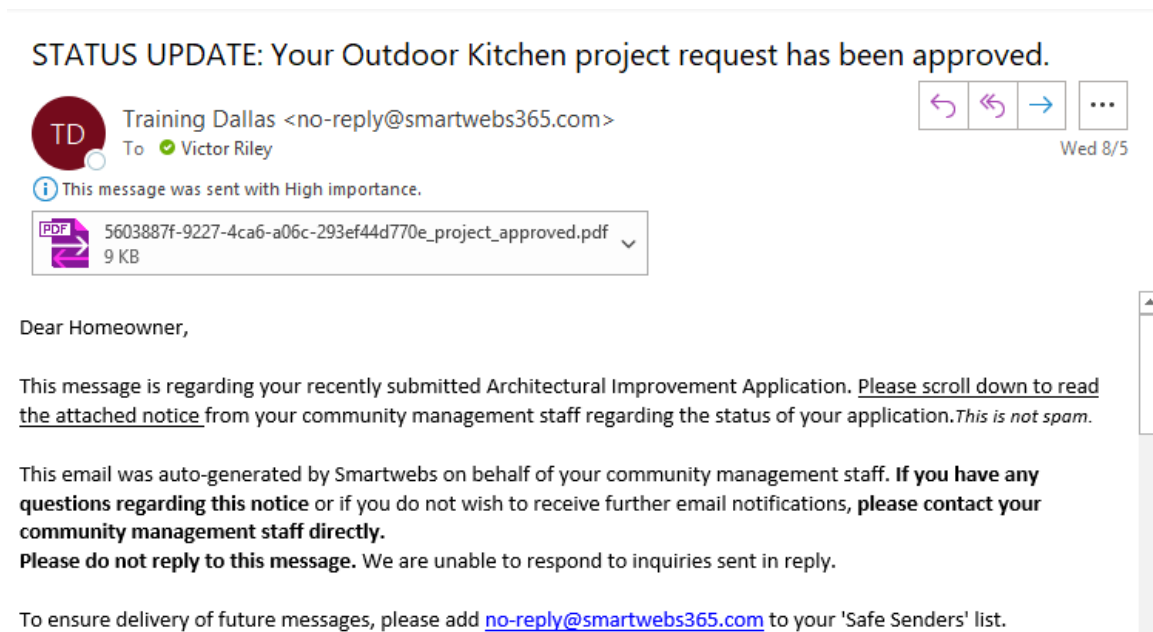 STATUS UPDATE: Your Outdoor Kitchen project request has been approved.
TD
Training Dallas <no-reply@smartwebs365.com>
To Victor Riley
Wed 8/5
This message was sent with High importance.
PDF
5603887f-9227-4ca6-a06c-293ef44d770e_project_approved.pdf
9 KB
Dear Homeowner,
This message is regarding your recently submitted Architectural Improvement Application. Please scroll down to read
the attached notice from your community management staff regarding the status of your application.This is not spam.
This email was auto-generated by Smartwebs on behalf of your community management staff. If you have any
questions regarding this notice or if you do not wish to receive further email notifications, please contact your
community management staff directly.
Please do not reply to this message. We are unable to respond to inquiries sent in reply.
To ensure delivery of future messages, please add no-reply@smartwebs365.com to your 'Safe Senders' list.